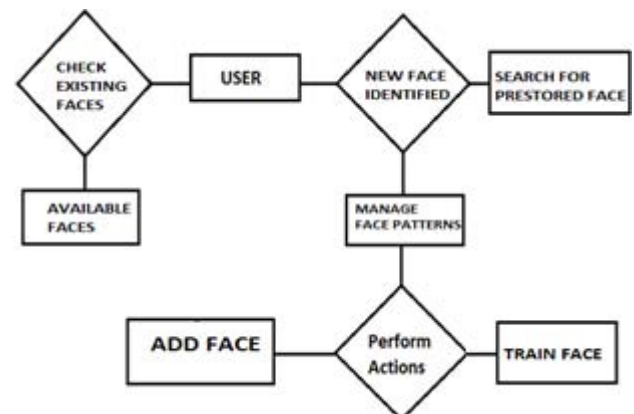 CHECK
EXISTING
FACES
USER
NEW FACE
IDENTIFIED
SEARCH FOR
PRESTORED FACE
AVAILABLE
FACES
MANAGE
FACE PATTERNS
ADD FACE
Perform
Actions
TRAIN FACE